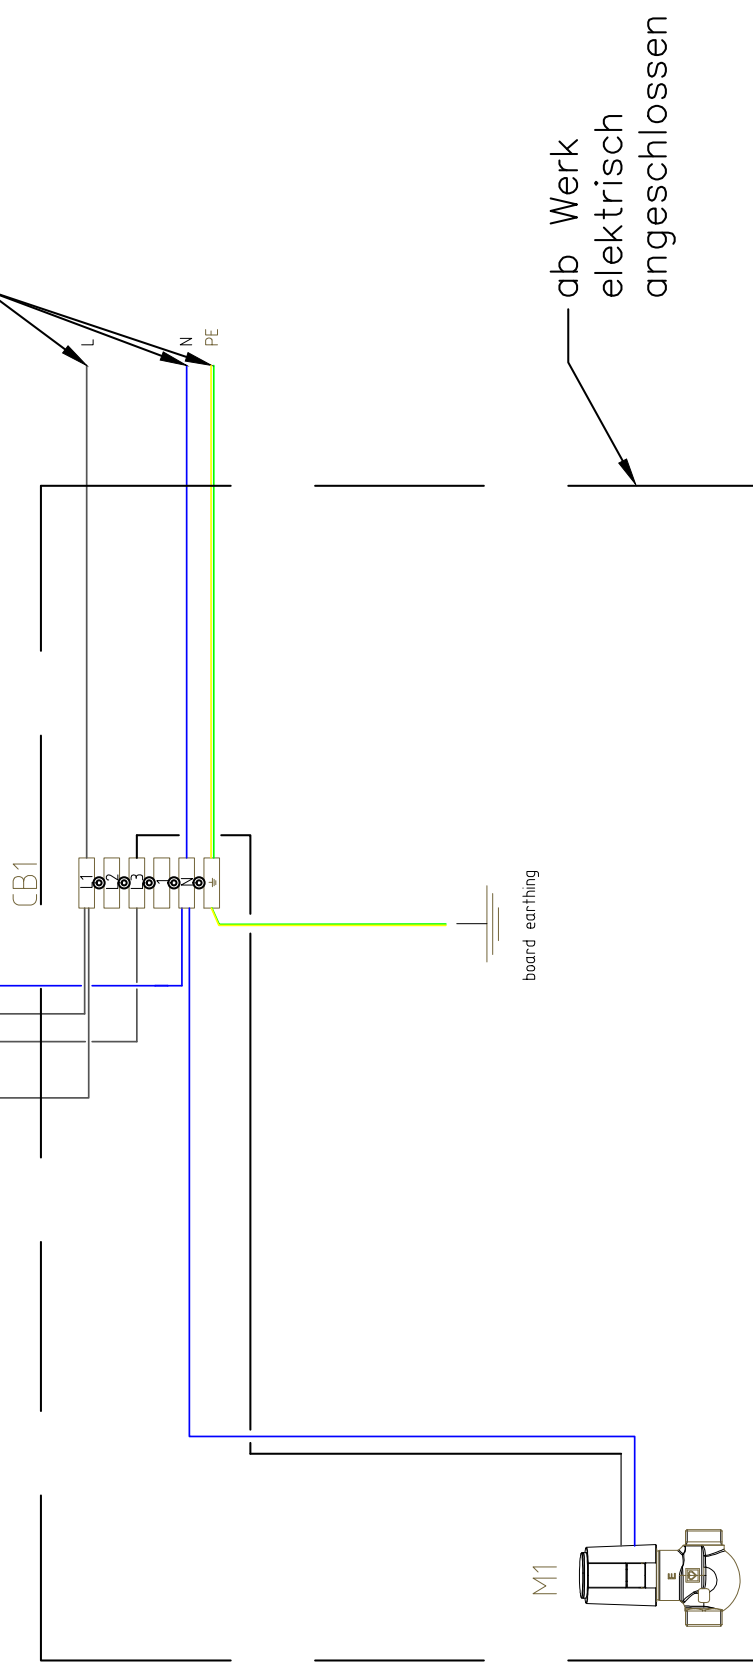 ab Werk
elektrisch
angeschlossen
L
N
PE
CB1
L1
L2
L3
1
N
board earthing
M1
E